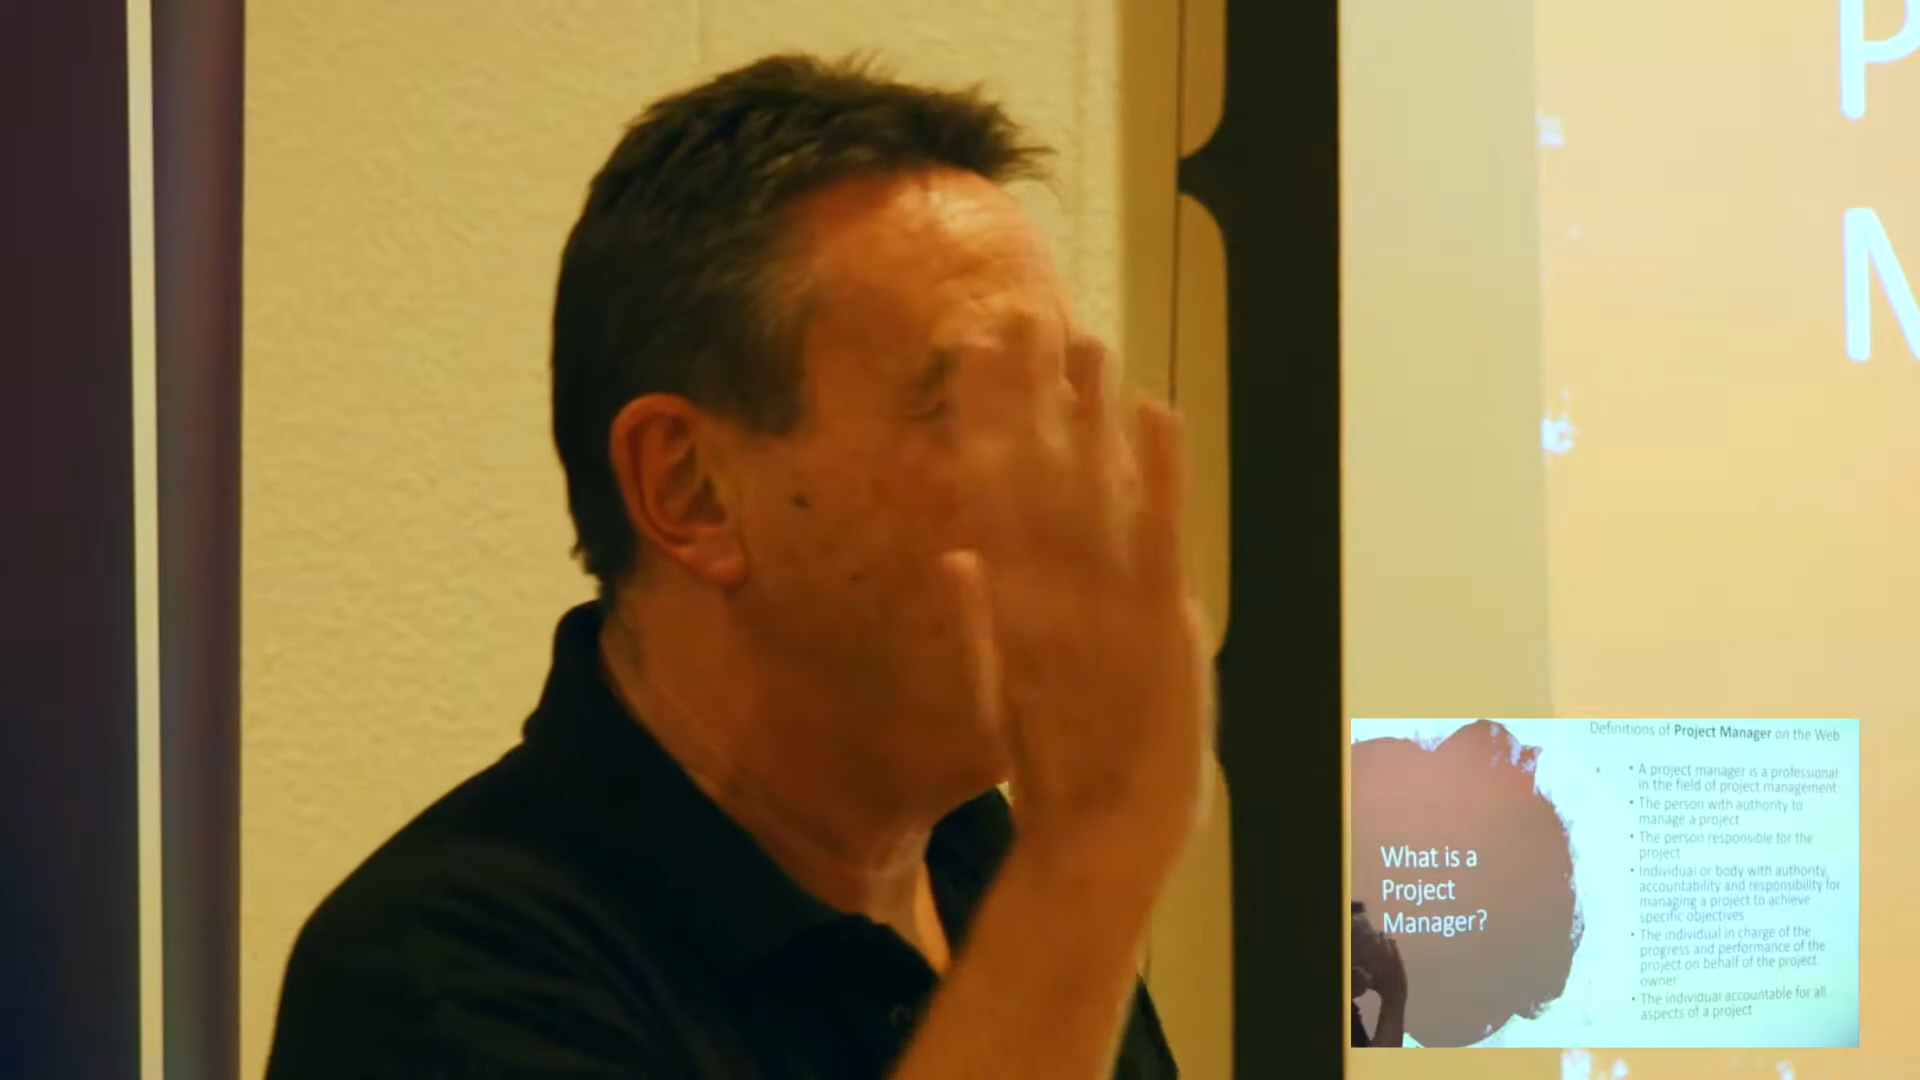 P
M
What is a
Project
Manager?
Definitions of Project Manager on the Web
• A project manager is a professional
in the field of project management
• The person with authority to
manage a project
• The person responsible for the
project
• Individual or body with authority,
accountability and responsibility for
managing a project to achieve
specific objectives
• The individual in charge of the
progress and performance of the
project on behalf of the project
owner
• The individual accountable for all
aspects of a project